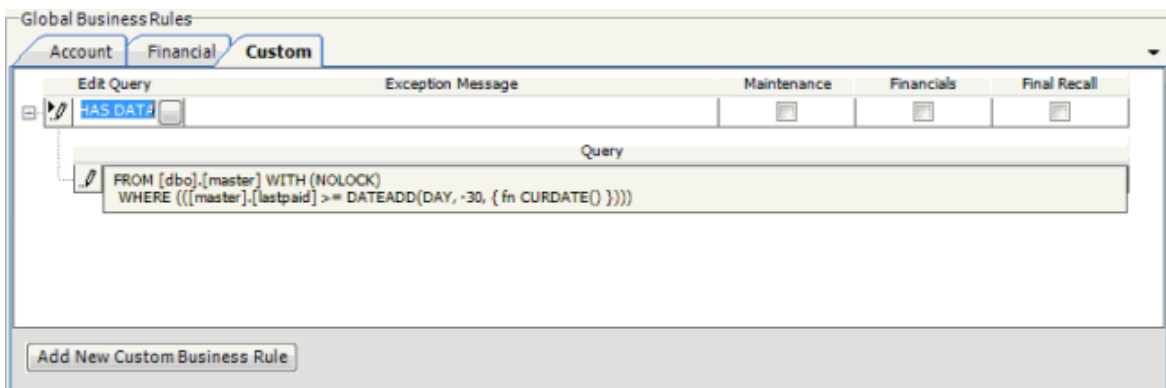 Global Business Rules
Account Financial Custom
Edit Query Exception Message Maintenance Financials Final Recall
HAS DATA
Query
FROM [dbo].[master] WITH (NOLOCK)
WHERE (([master].[lastpaid] >= DATEADD(DAY, -30, { fn CURDATE() })))
Add New Custom Business Rule